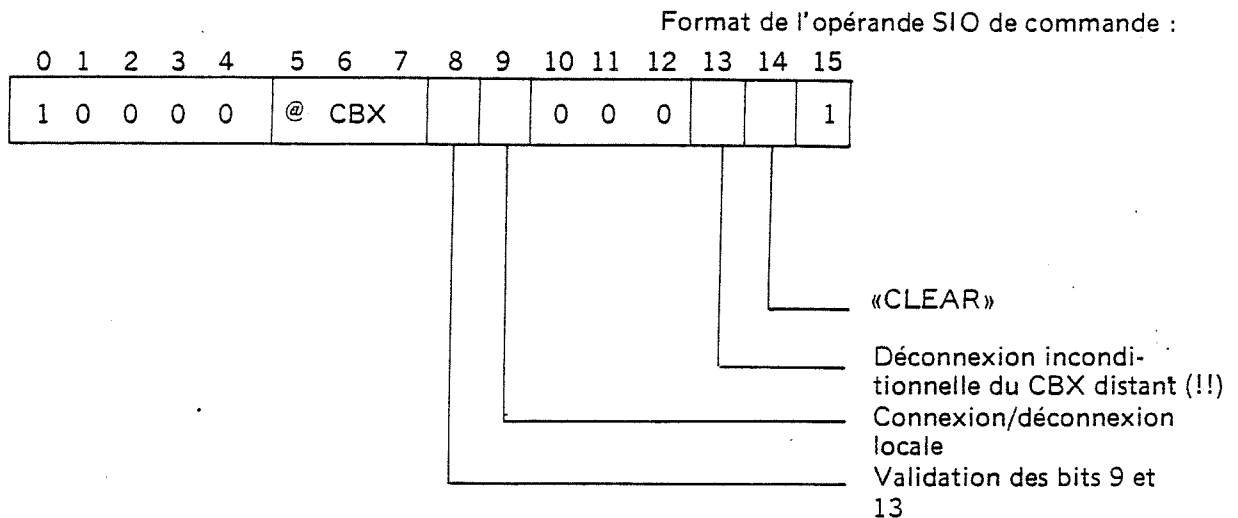 Format de l'opérande SIO de commande :
0 1 2 3 4 5 6 7 8 9 10 11 12 13 14 15
1 0 0 0 0 @ CBX 0 0 0 1
«CLEAR»
Déconnexion incondi-
tionnelle du CBX distant (!!)
Connexion/déconnexion
locale
Validation des bits 9 et
13